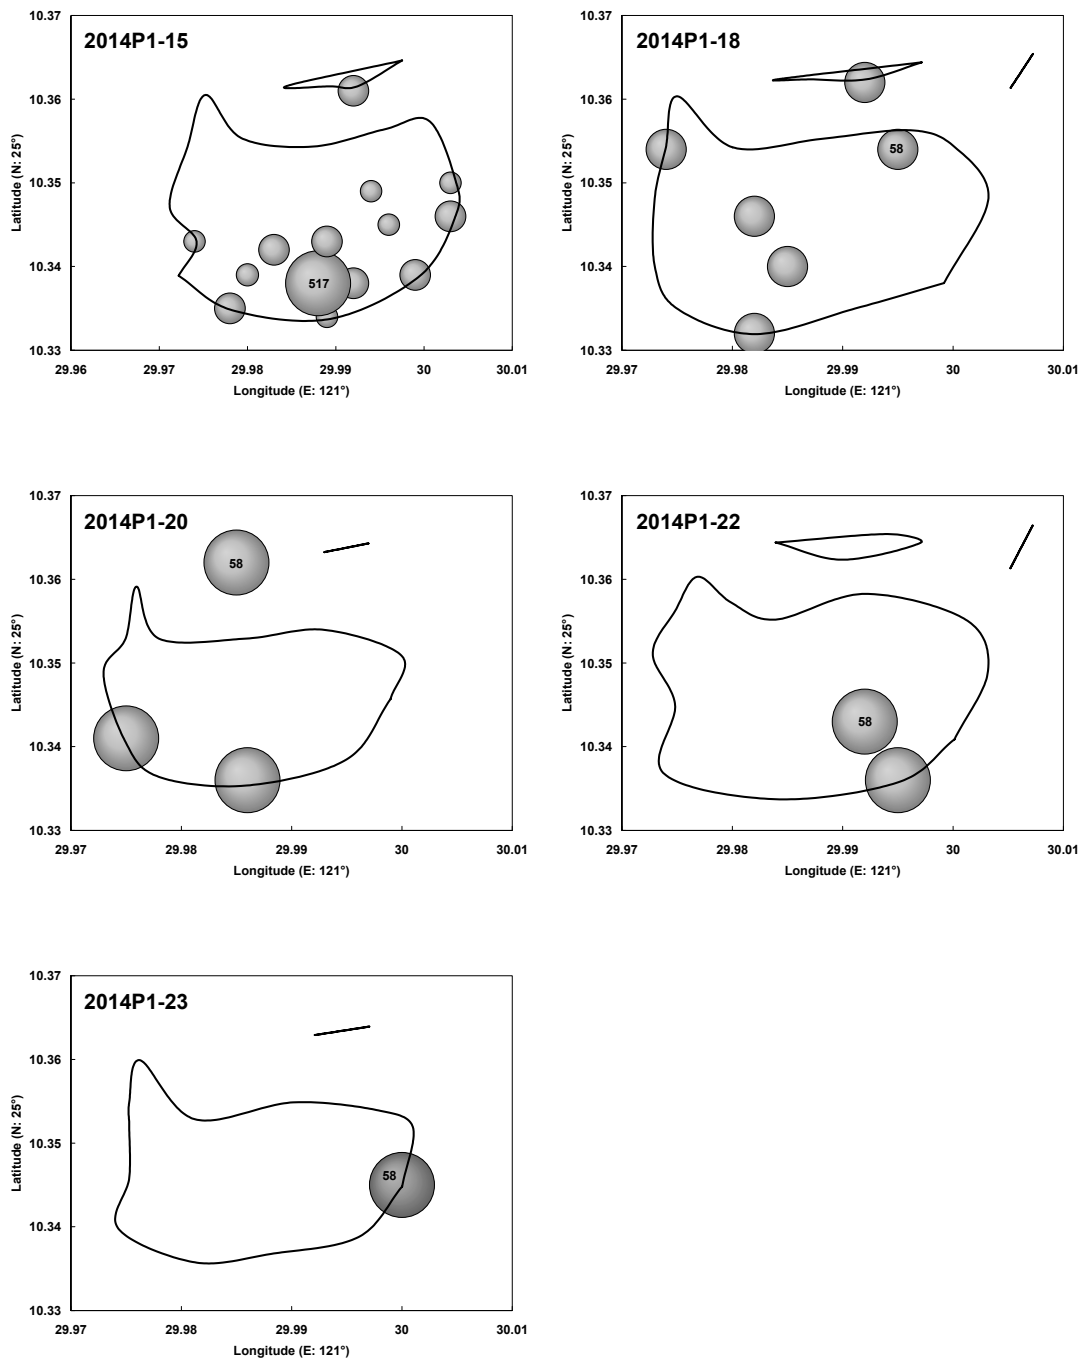 2014P1-15
10.37
10.36
10.35
10.34
10.33
Latitude (N: 25°)
517
29.96 29.97 29.98 29.99 30 30.01
Longitude (E: 121°)
2014P1-18
10.37
10.36
10.35
10.34
10.33
Latitude (N: 25°)
58
29.97 29.98 29.99 30 30.01
Longitude (E: 121°)
2014P1-20
10.37
10.36
10.35
10.34
10.33
Latitude (N: 25°)
58
29.97 29.98 29.99 30 30.01
Longitude (E: 121°)
2014P1-22
10.37
10.36
10.35
10.34
10.33
Latitude (N: 25°)
58
29.97 29.98 29.99 30 30.01
Longitude (E: 121°)
2014P1-23
10.37
10.36
10.35
10.34
10.33
Latitude (N: 25°)
58
29.97 29.98 29.99 30 30.01
Longitude (E: 121°)